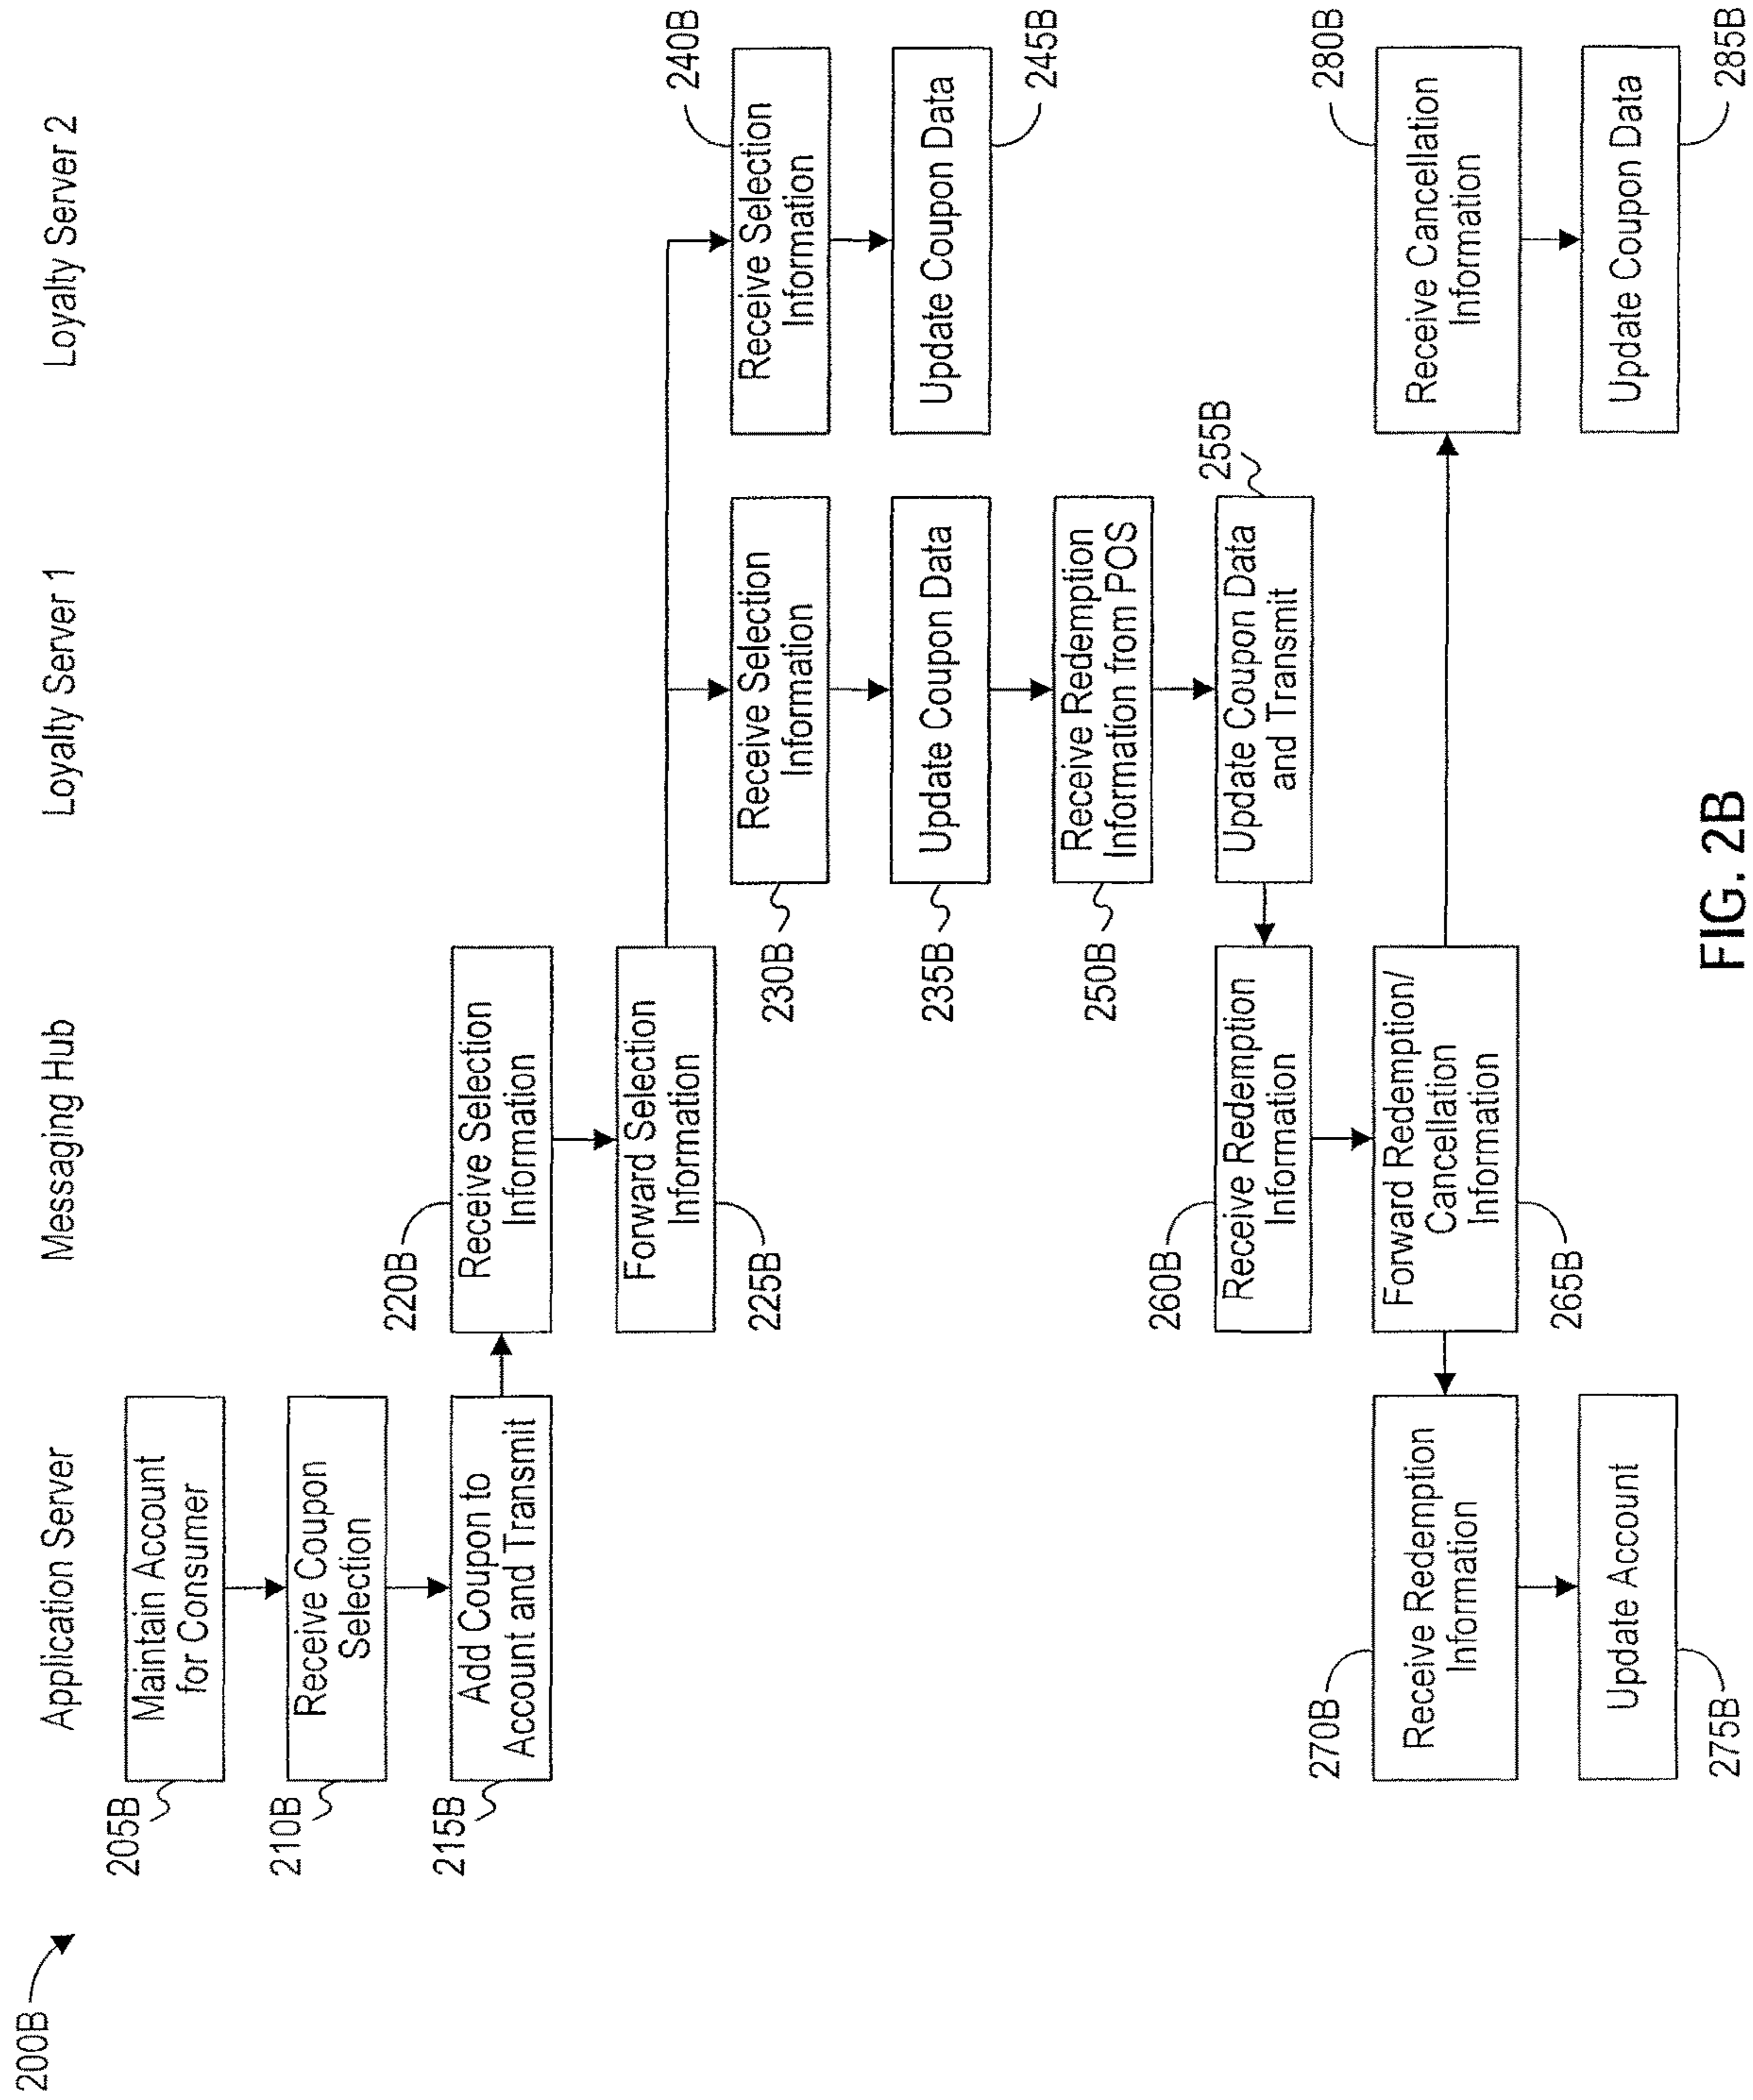 200B
Application Server
Messaging Hub
Loyalty Server 1
Loyalty Server 2
205B
Maintain Account
for Consumer
210B
Receive Coupon
Selection
215B
Add Coupon to
Account and Transmit
220B
Receive Selection
Information
225B
Forward Selection
Information
230B
Receive Selection
Information
240B
Receive Selection
Information
235B
Update Coupon Data
245B
Update Coupon Data
250B
Receive Redemption
Information from POS
255B
Update Coupon Data
and Transmit
260B
Receive Redemption
Information
265B
Forward Redemption/
Cancellation
Information
270B
Receive Redemption
Information
280B
Receive Cancellation
Information
275B
Update Account
285B
Update Coupon Data
FIG. 2B